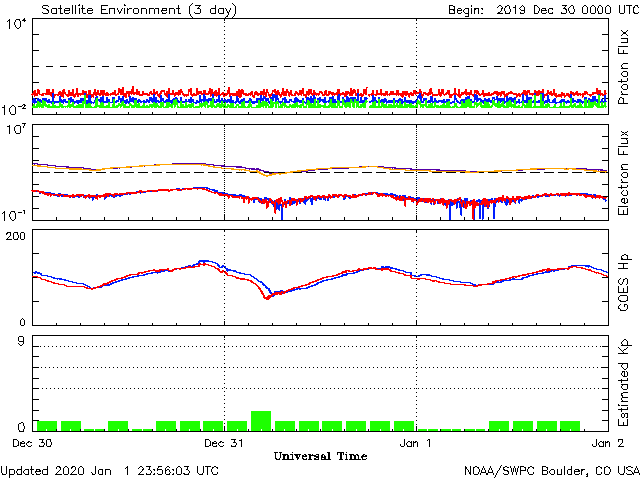 Satellite Environment (3 day) Begin: 2019 Dec 30 0000 UTC
10^4
10^-2
Proton Flux
10^7
10^-1
Electron Flux
200
0
GOES Hp
9
0
Estimated Kp
Dec 30 Dec 31 Jan 1 Jan 2
Universal Time
Updated 2020 Jan 1 23:56:03 UTC NOAA/SWPC Boulder, CO USA